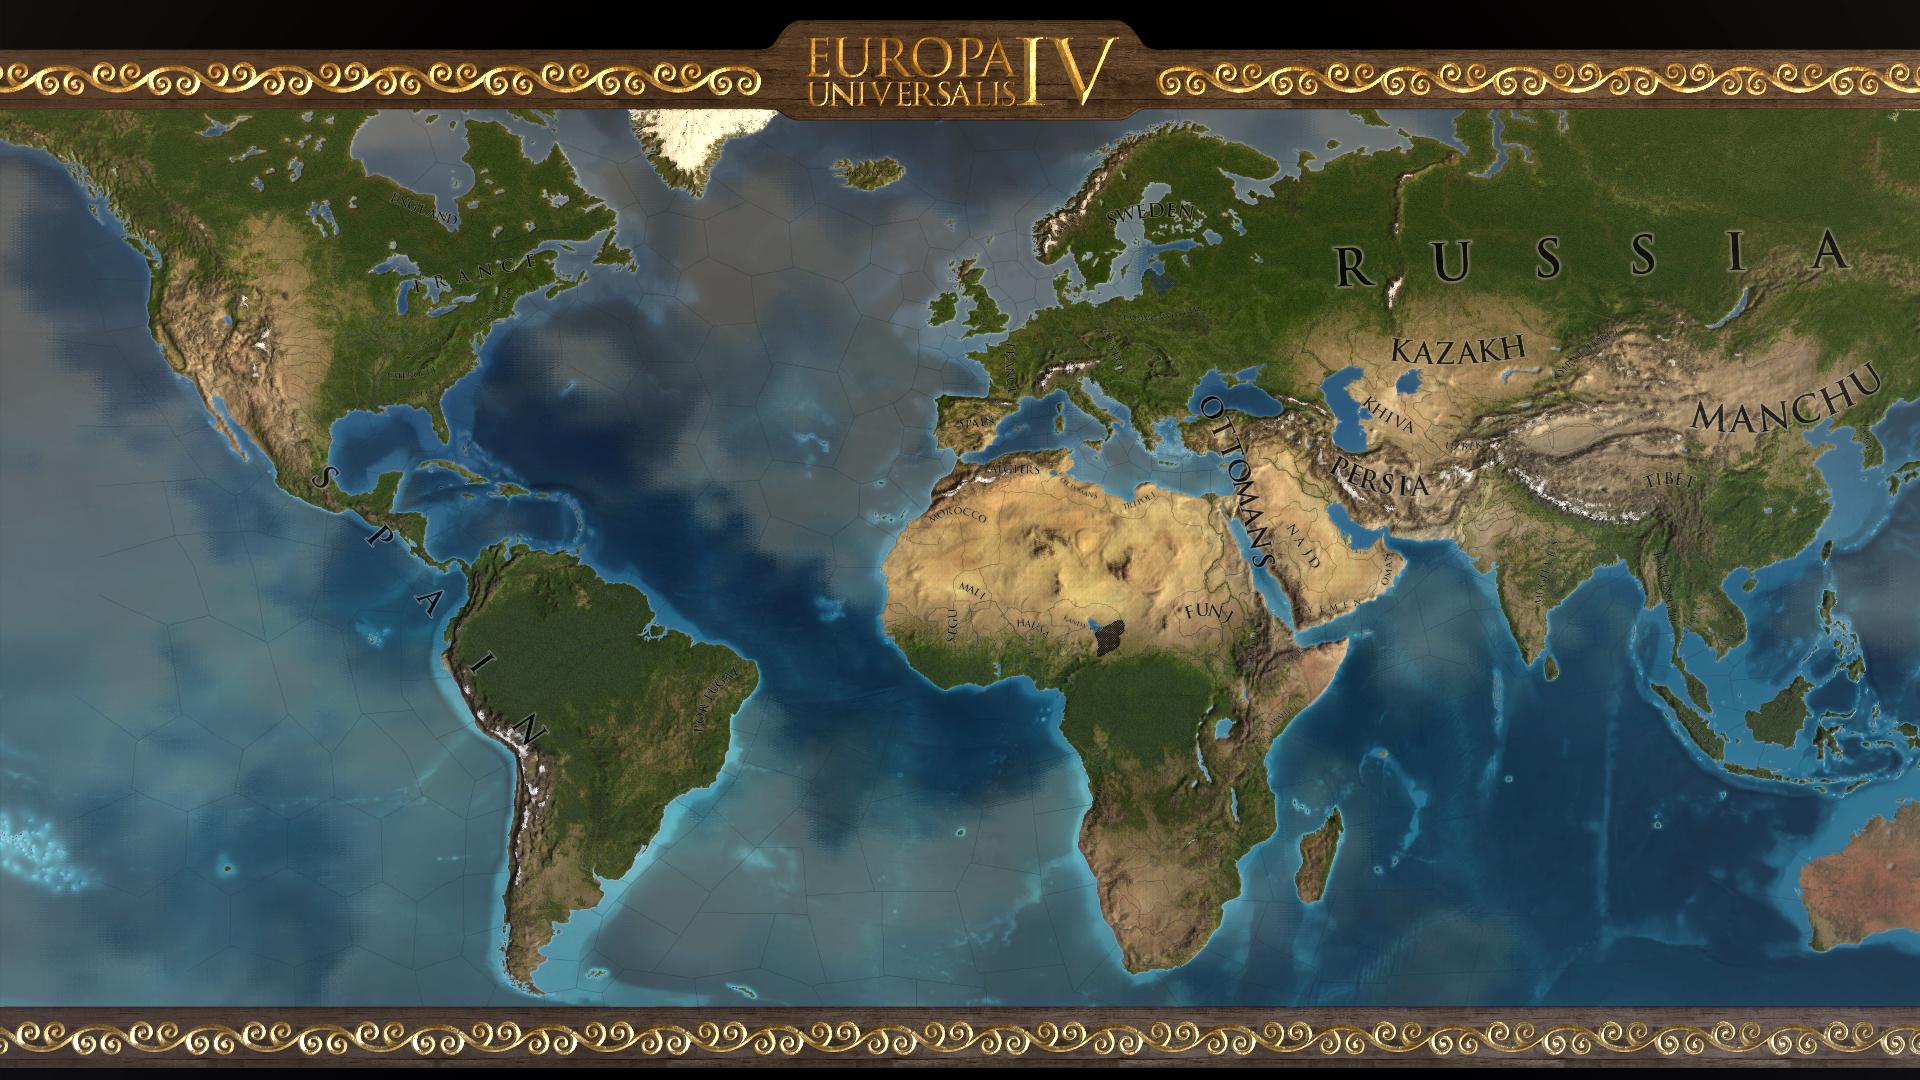 EUROPA
UNIVERSALIS IV
ENGLAND
SWEDEN
FRANCE
RUSSIA
KAZAKH
FRANCE
MANCHU
KHIVA
SPAIN
OTTOMANS
ALGIERS
PERSIA
TIBET
SPAIN
TRIPOLI
MOROCCO
NAJD
OMAN
MALI
YEMEN
FUNJ
SEGU
HAUSA
PORTUGAL